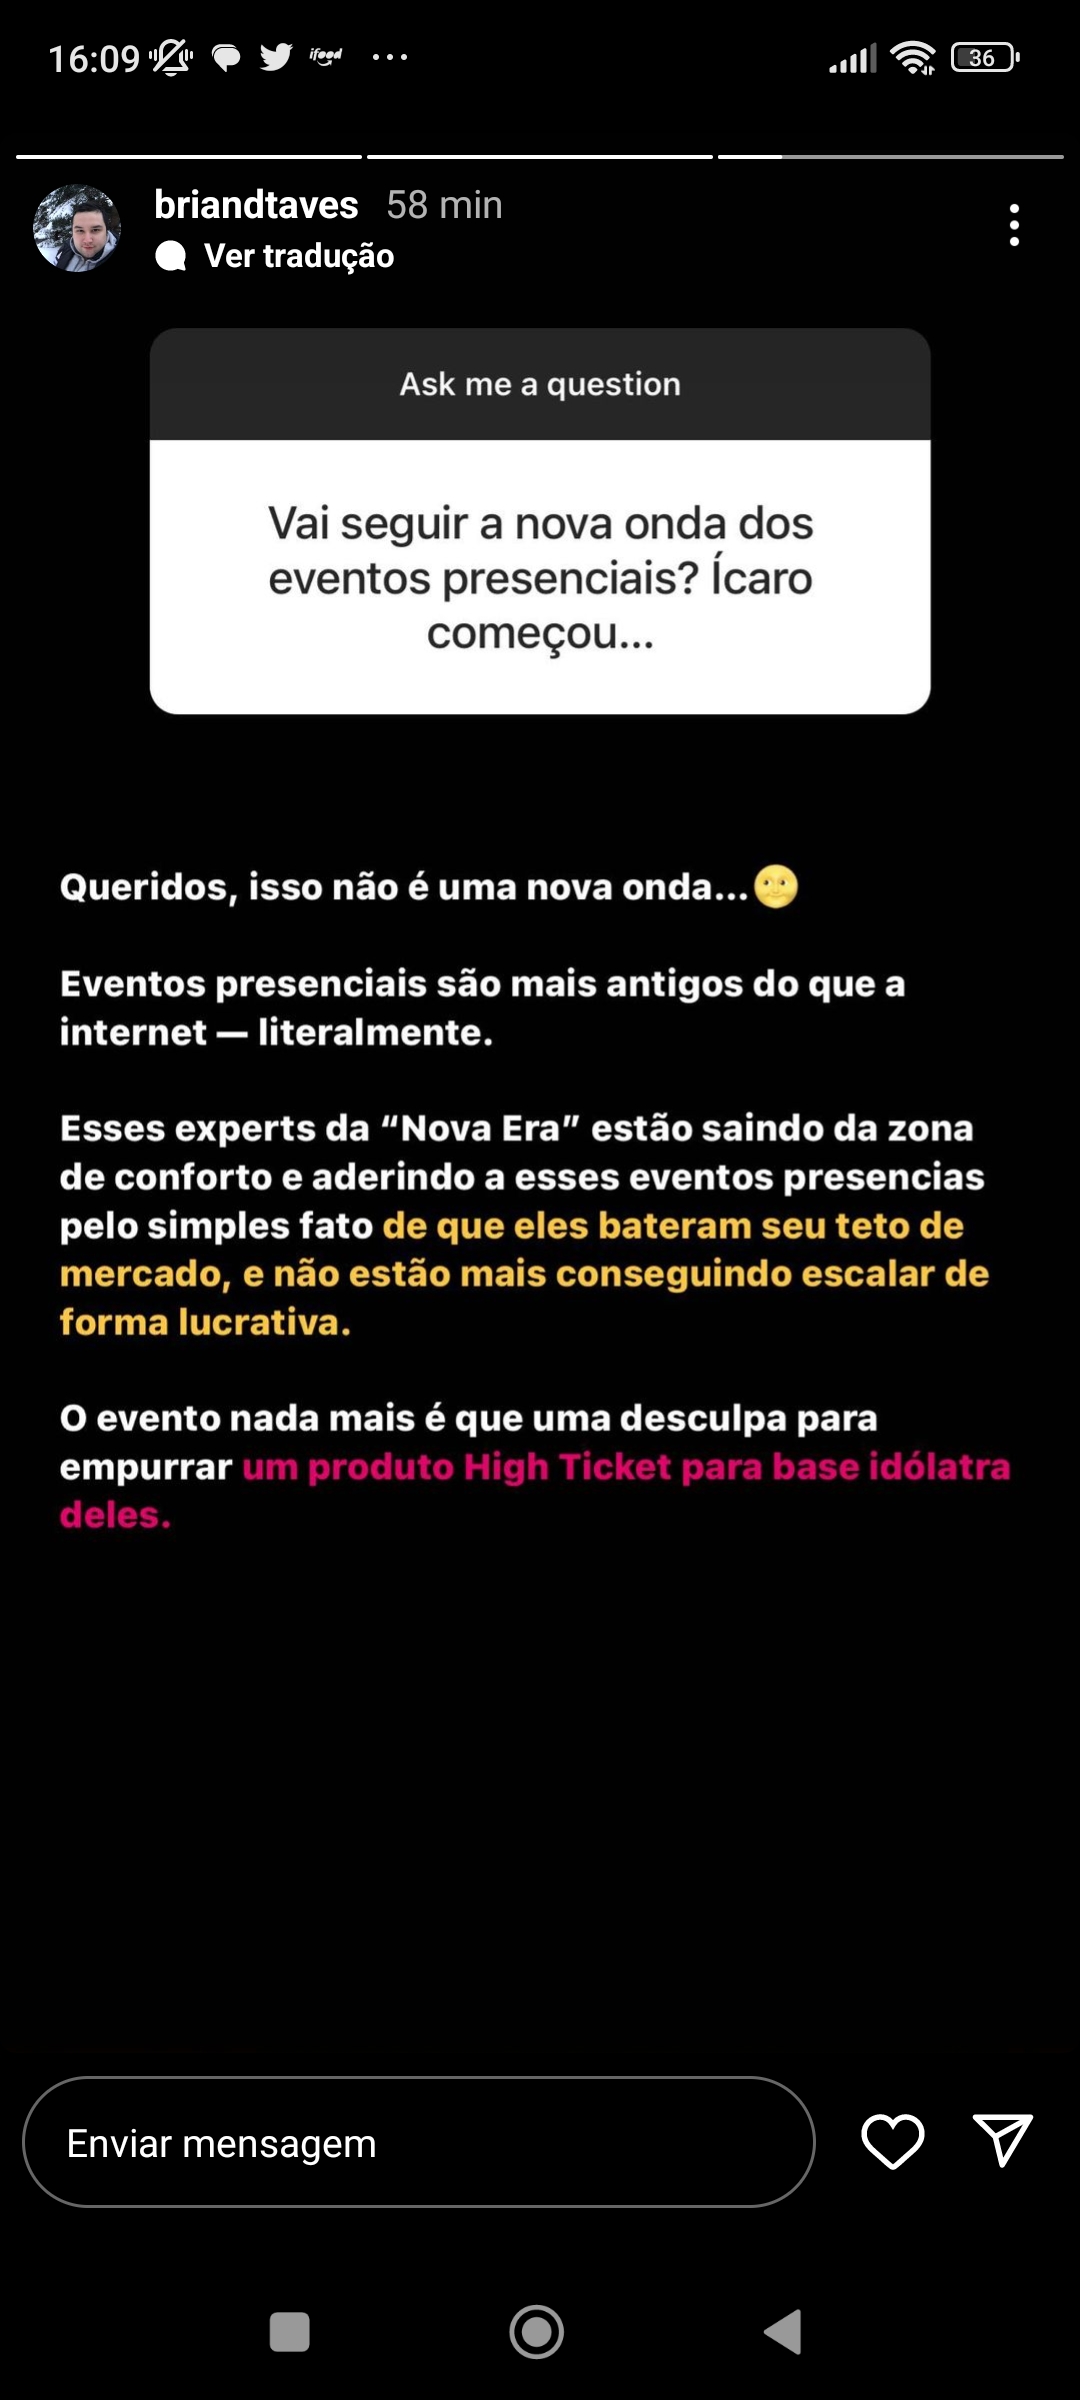 16:09 ifood ... 36
briandtaves 58 min
Ver tradução
Ask me a question
Vai seguir a nova onda dos
eventos presenciais? Ícaro
começou...
Queridos, isso não é uma nova onda...🌝
Eventos presenciais são mais antigos do que a
internet — literalmente.
Esses experts da “Nova Era” estão saindo da zona
de conforto e aderindo a esses eventos presencias
pelo simples fato de que eles bateram seu teto de
mercado, e não estão mais conseguindo escalar de
forma lucrativa.
O evento nada mais é que uma desculpa para
empurrar um produto High Ticket para base idólatra
deles.
Enviar mensagem